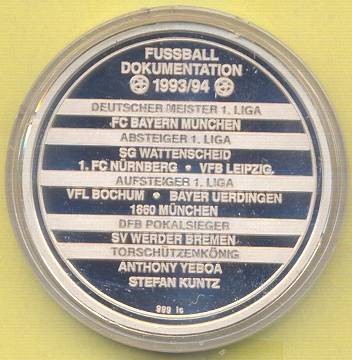 FUSSBALL
DOKUMENTATION
1993/94
DEUTSCHER MEISTER 1. LIGA
FC BAYERN MÜNCHEN
ABSTEIGER 1. LIGA
SG WATTENSCHEID
1. FC NÜRNBERG • VFB LEIPZIG
AUFSTEIGER 1. LIGA
VFL BOCHUM • BAYER UERDINGEN
1860 MÜNCHEN
DFB POKALSIEGER
SV WERDER BREMEN
TORSCHÜTZENKÖNIG
ANTHONY YEBOA
STEFAN KUNTZ
999 Is